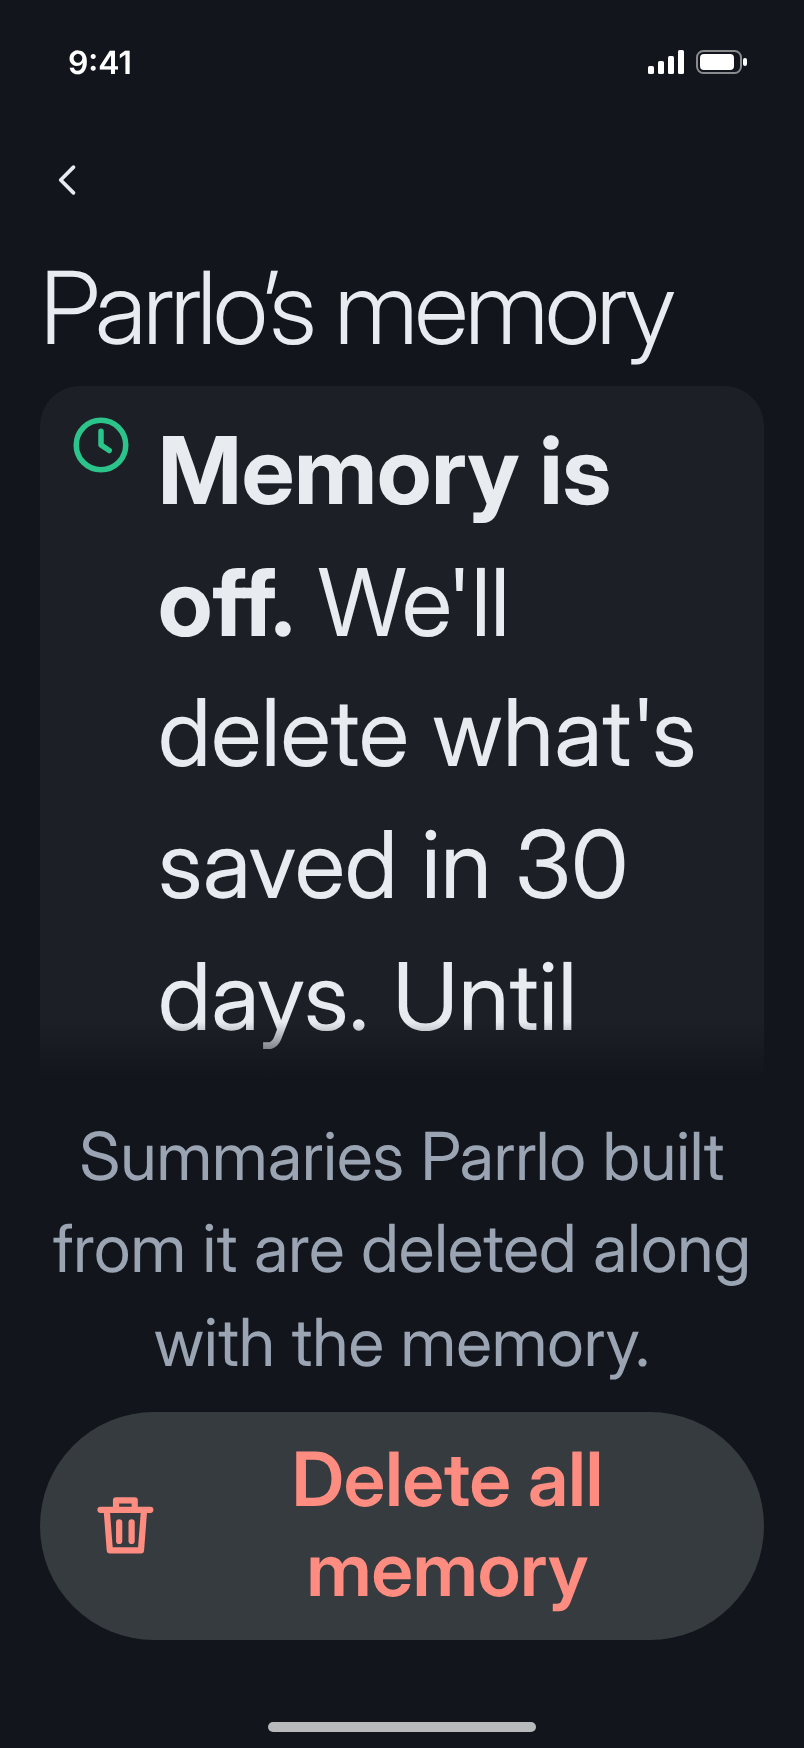 9:41
Parrlo’s memory
Memory is
off. We'll
delete what's
saved in 30
days. Until
Summaries Parrlo built
from it are deleted along
with the memory.
Delete all
memory